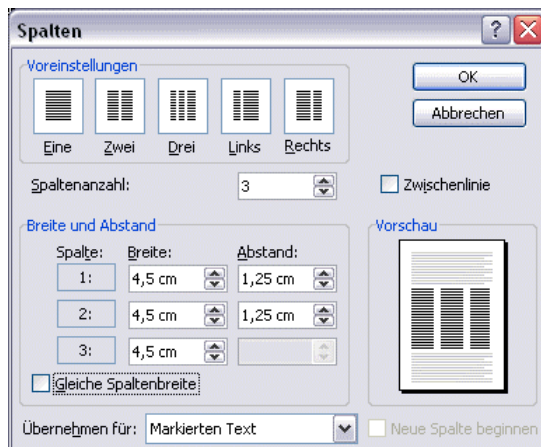 Spalten
Voreinstellungen
Eine Zwei Drei Links Rechts
OK
Abbrechen
Spaltenanzahl: 3
Zwischenlinie
Breite und Abstand
Spalte: Breite: Abstand:
1: 4,5 cm 1,25 cm
2: 4,5 cm 1,25 cm
3: 4,5 cm
Gleiche Spaltenbreite
Vorschau
Übernehmen für: Markierten Text
Neue Spalte beginnen